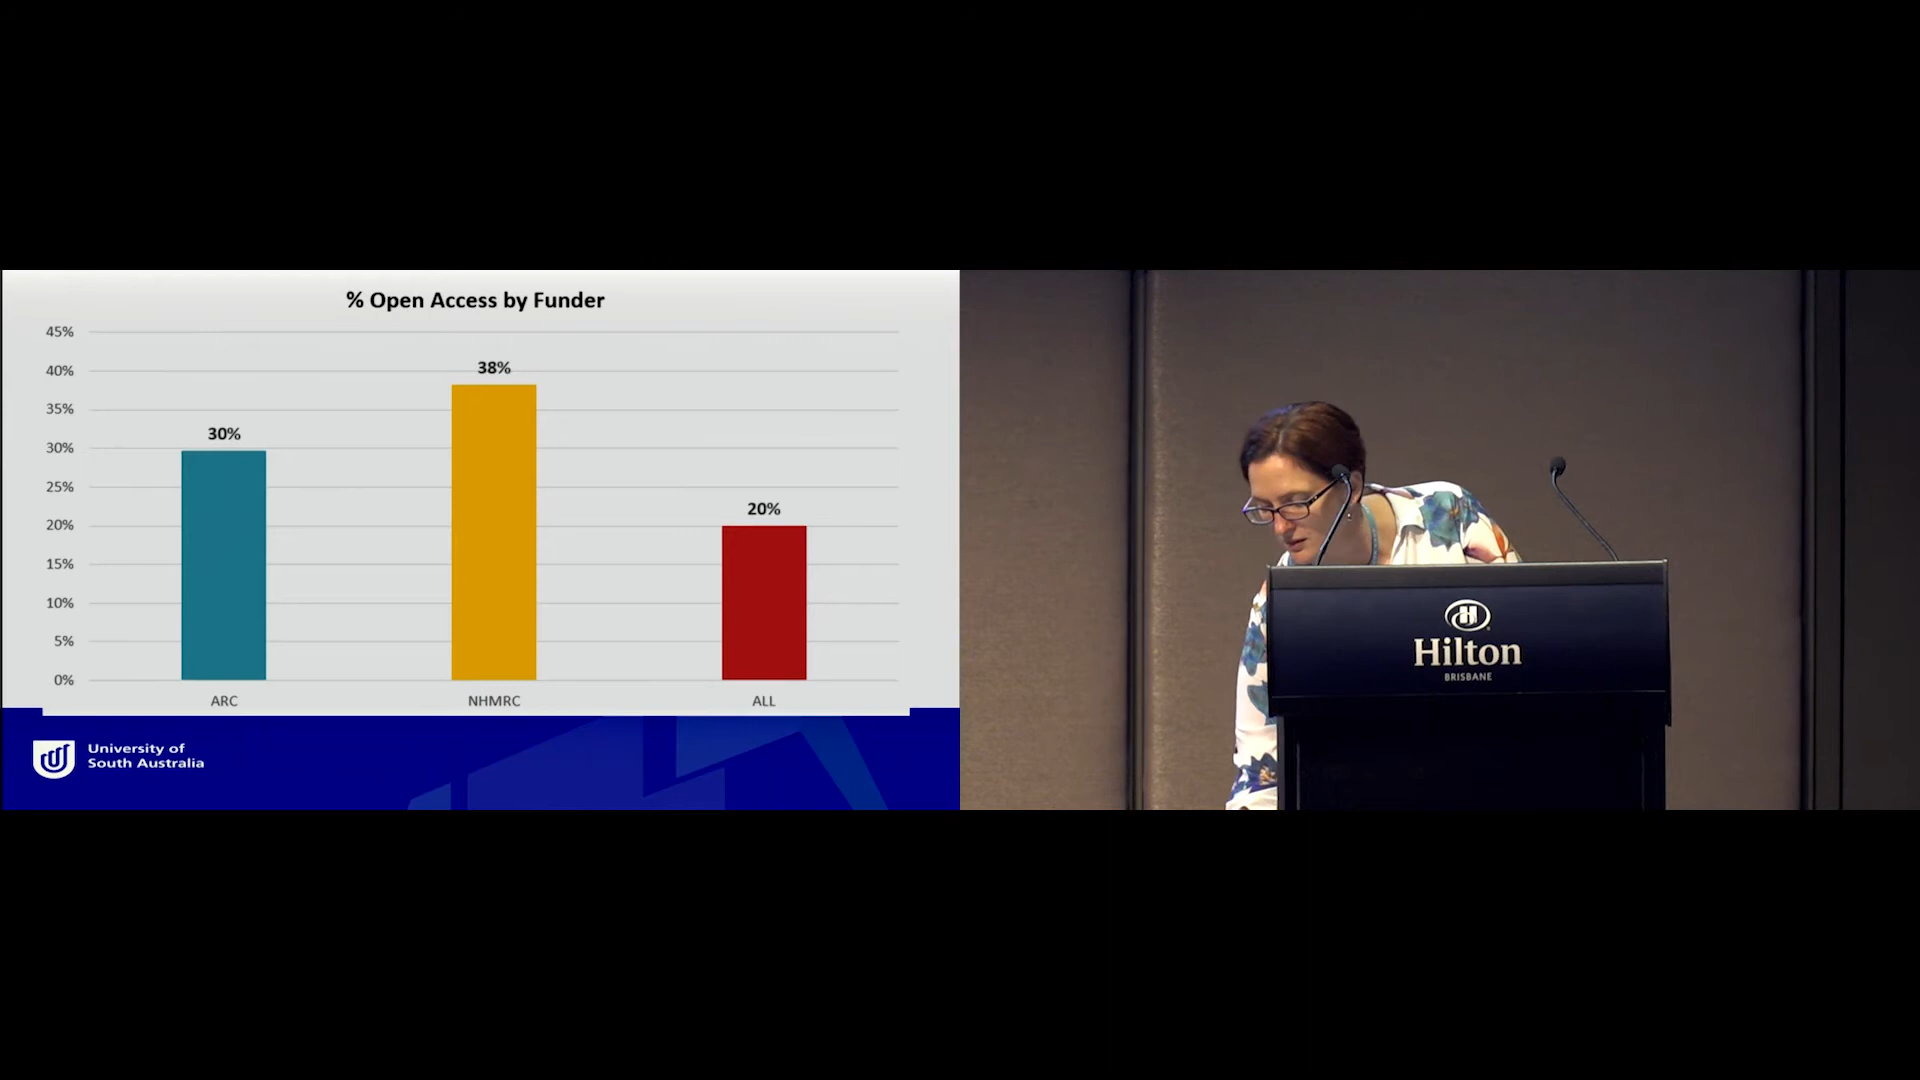 % Open Access by Funder
45%
40%
35%
30%
25%
20%
15%
10%
5%
0%
30%
38%
20%
ARC
NHMRC
ALL
University of
South Australia
H
Hilton
BRISBANE